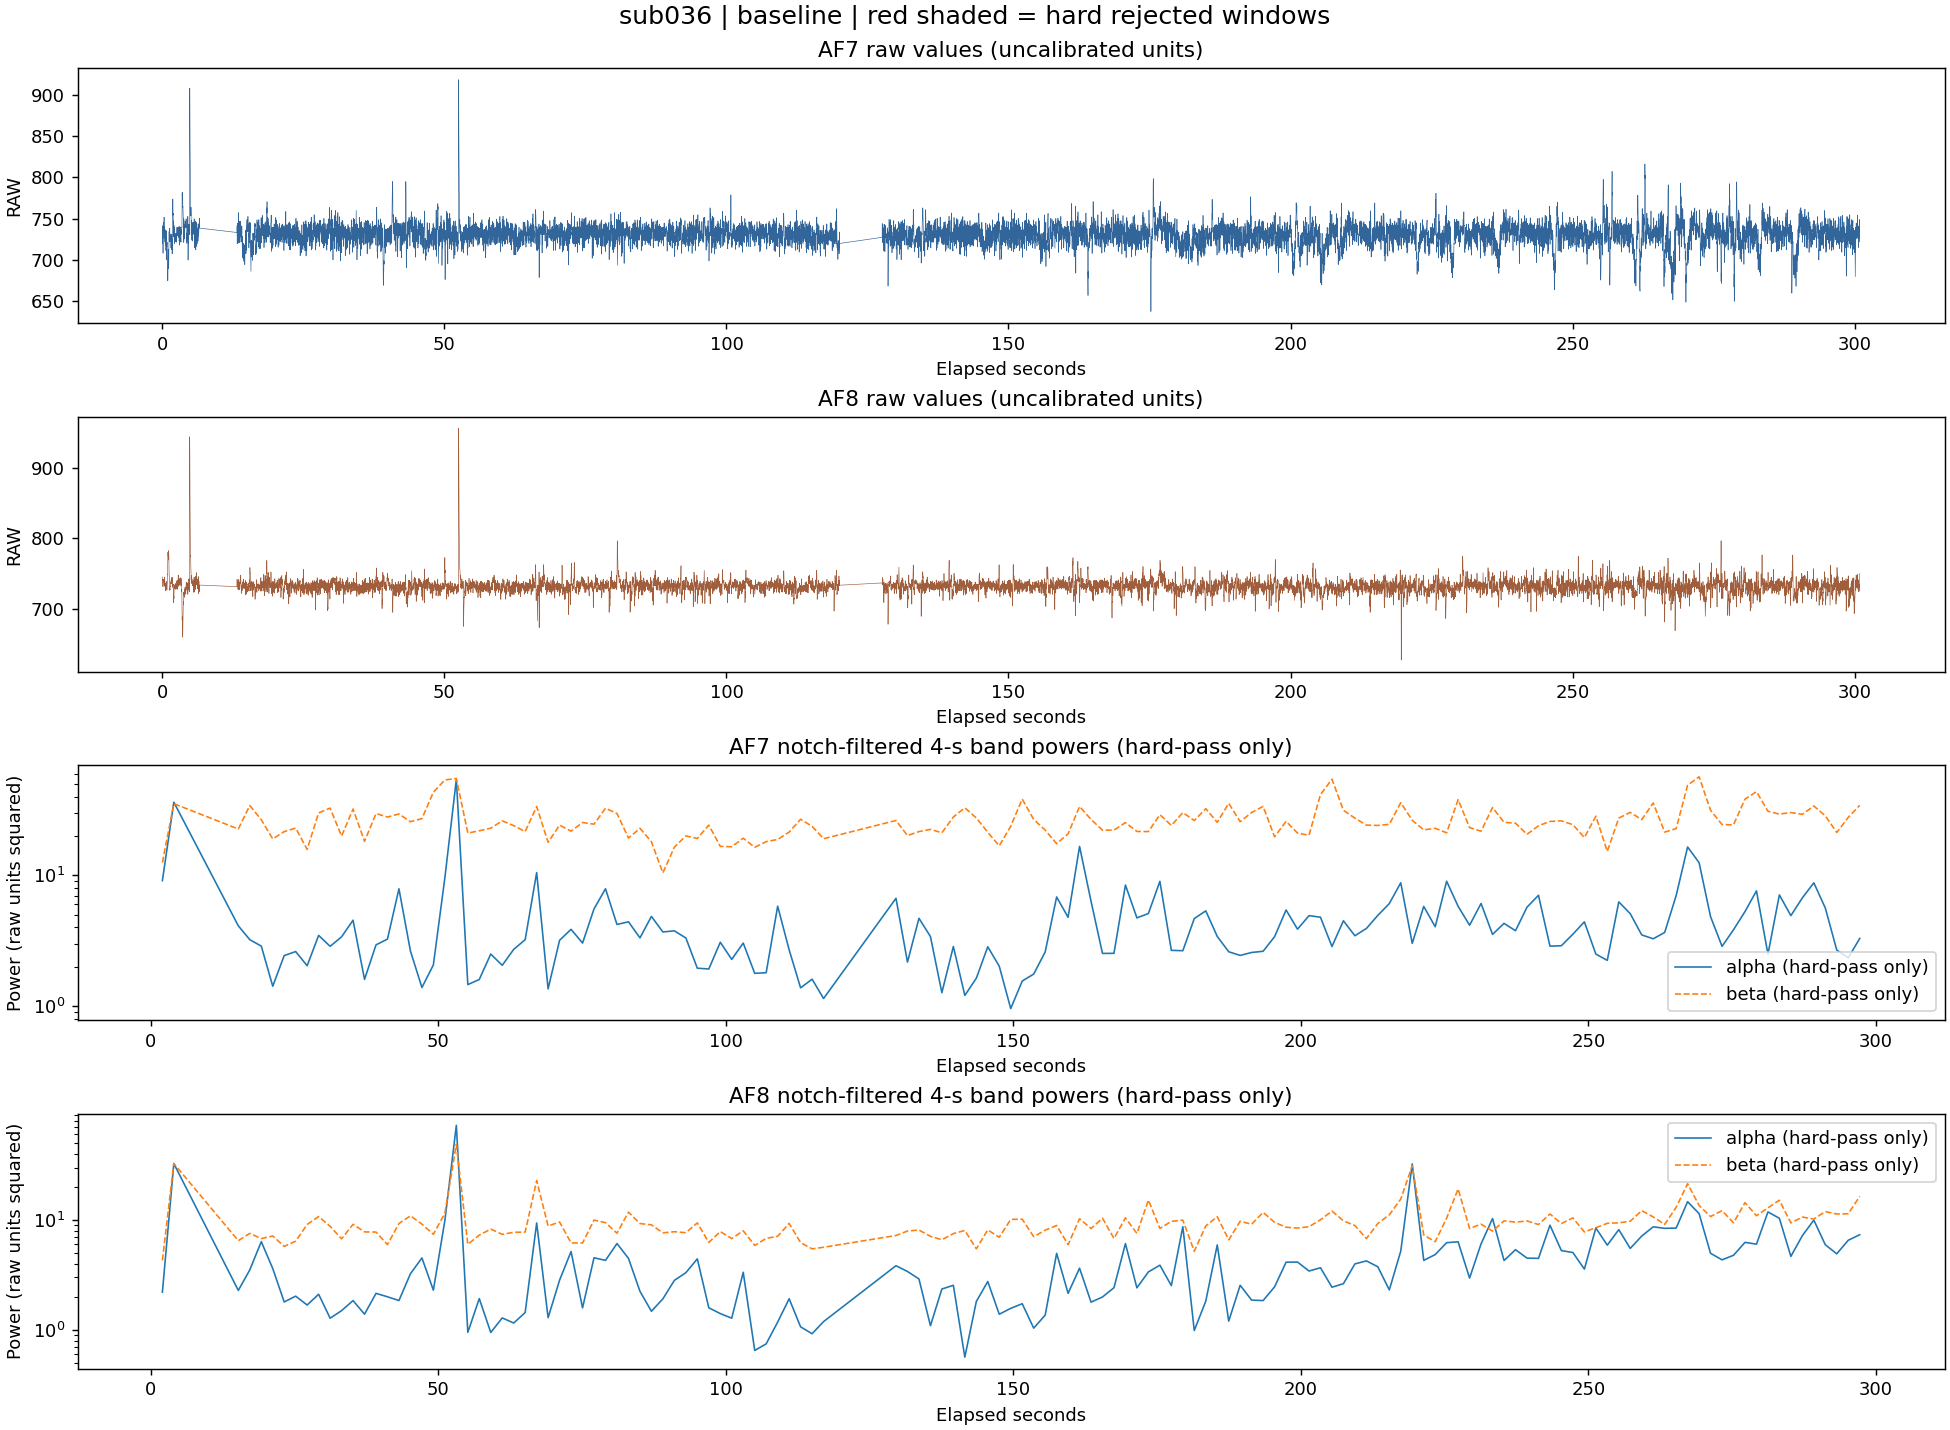 sub036 | baseline | red shaded = hard rejected windows
AF7 raw values (uncalibrated units)
RAW
900
850
800
750
700
650
0 50 100 150 200 250 300
Elapsed seconds
AF8 raw values (uncalibrated units)
RAW
900
800
700
0 50 100 150 200 250 300
Elapsed seconds
AF7 notch-filtered 4-s band powers (hard-pass only)
Power (raw units squared)
10¹
10⁰
alpha (hard-pass only)
beta (hard-pass only)
0 50 100 150 200 250 300
Elapsed seconds
AF8 notch-filtered 4-s band powers (hard-pass only)
Power (raw units squared)
alpha (hard-pass only)
beta (hard-pass only)
10¹
10⁰
0 50 100 150 200 250 300
Elapsed seconds